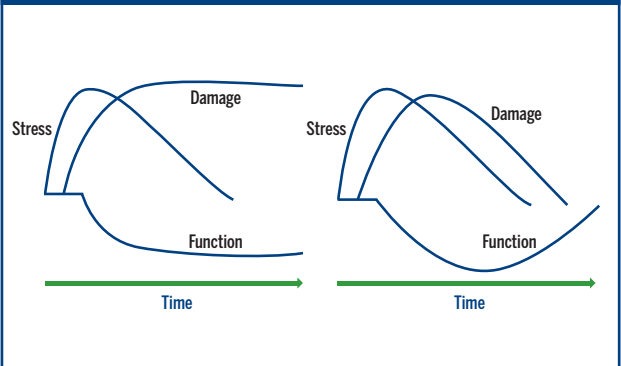 Stress
Damage
Function
Time
Stress
Damage
Function
Time